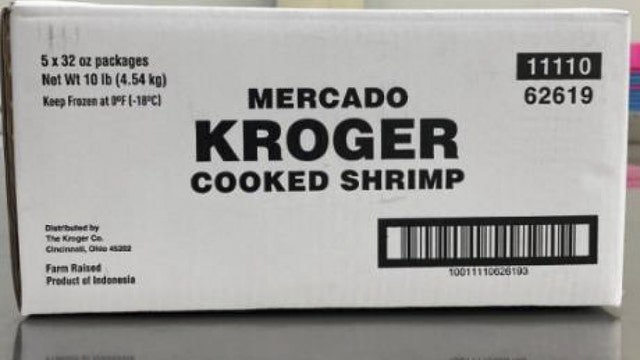 5 x 32 oz packages
Net Wt 10 lb (4.54 kg)
Keep Frozen at 0ºF (-18ºC)
11110
62619
MERCADO
KROGER
COOKED SHRIMP
Distributed by
The Kroger Co.
Cincinnati, Ohio 45202
Farm Raised
Product of Indonesia
10011110626193